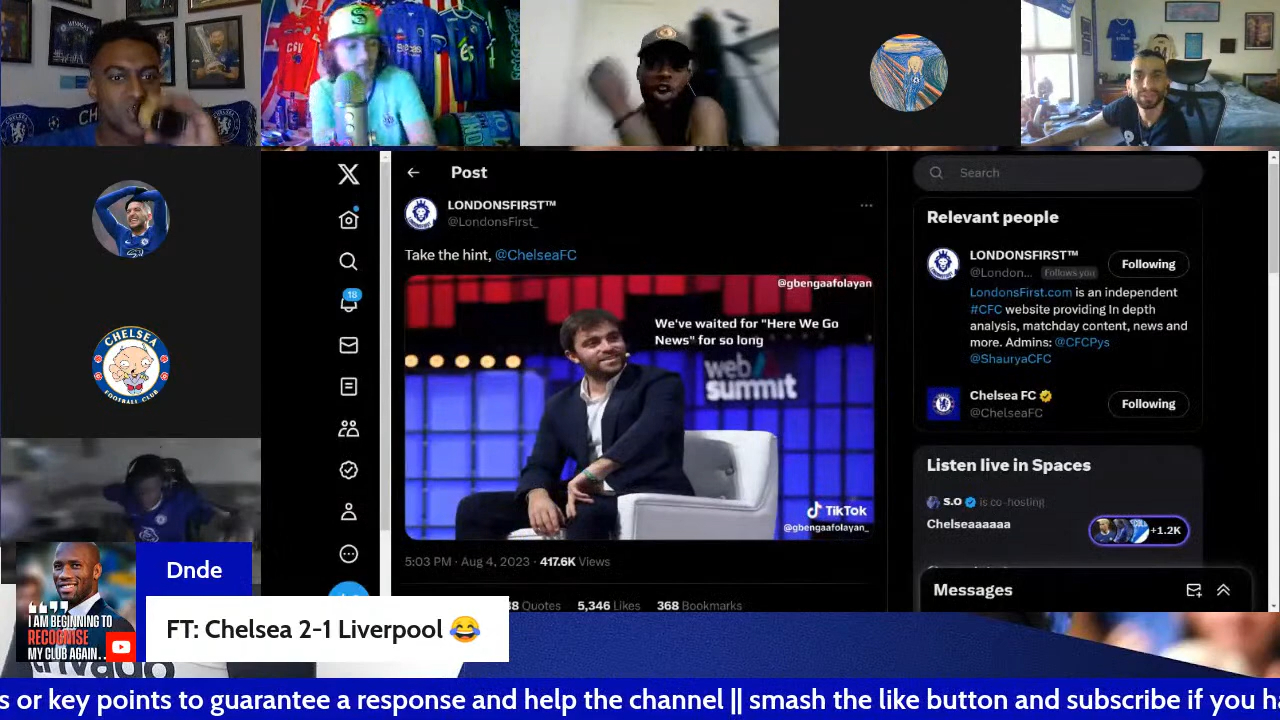 Post
Search
LONDONSFIRST™
@LondonsFirst_
Take the hint, @ChelseaFC
@gbengaafolayan
We've waited for "Here We Go
News" for so long
web
summit
TikTok
@gbengaafolayan_
5:03 PM · Aug 4, 2023 · 417.6K Views
Quotes 5,346 Likes 368 Bookmarks
18
Relevant people
LONDONSFIRST™
@London... Follows you
Following
LondonsFirst.com is an independent
#CFC website providing In depth
analysis, matchday content, news and
more. Admins: @CFCPys
@ShauryaCFC
Chelsea FC
@ChelseaFC
Following
Listen live in Spaces
S.O is co-hosting
Chelseaaaaaa
+1.2K
Messages
CHELSEA
FOOTBALL CLUB
I AM BEGINNING TO
RECOGNISE
MY CLUB AGAIN..
Dnde
FT: Chelsea 2-1 Liverpool 😂
s or key points to guarantee a response and help the channel || smash the like button and subscribe if you ha